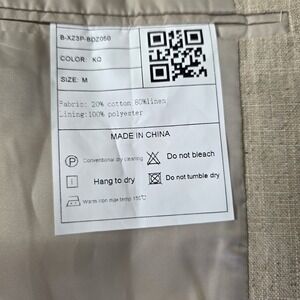 B-XZ3P-BDZ050
COLOR: KQ
SIZE: M
Fabric: 20% cotton 80%linen
Lining:100% polyester
MADE IN CHINA
P Conventional dry cleaning Do not bleach
Hang to dry Do not tumble dry
Warm iron mae temp 150℃